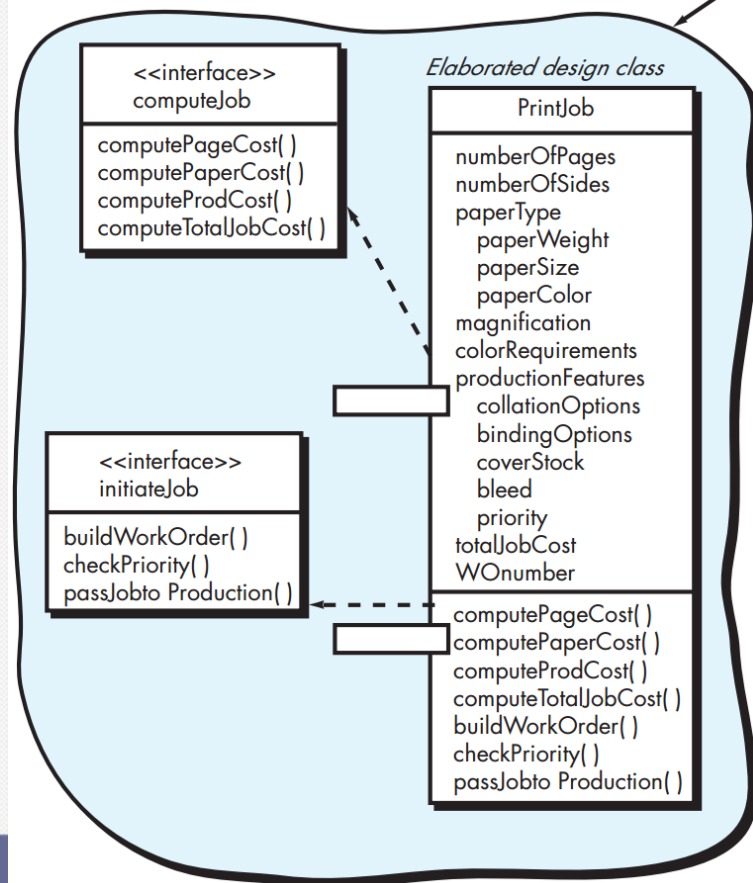 <<interface>>
computeJob
computePageCost( )
computePaperCost( )
computeProdCost( )
computeTotalJobCost( )
<<interface>>
initiateJob
buildWorkOrder( )
checkPriority( )
passJobto Production( )
Elaborated design class
PrintJob
numberOfPages
numberOfSides
paperType
paperWeight
paperSize
paperColor
magnification
colorRequirements
productionFeatures
collationOptions
bindingOptions
coverStock
bleed
priority
totalJobCost
WOnumber
computePageCost( )
computePaperCost( )
computeProdCost( )
computeTotalJobCost( )
buildWorkOrder( )
checkPriority( )
passJobto Production( )